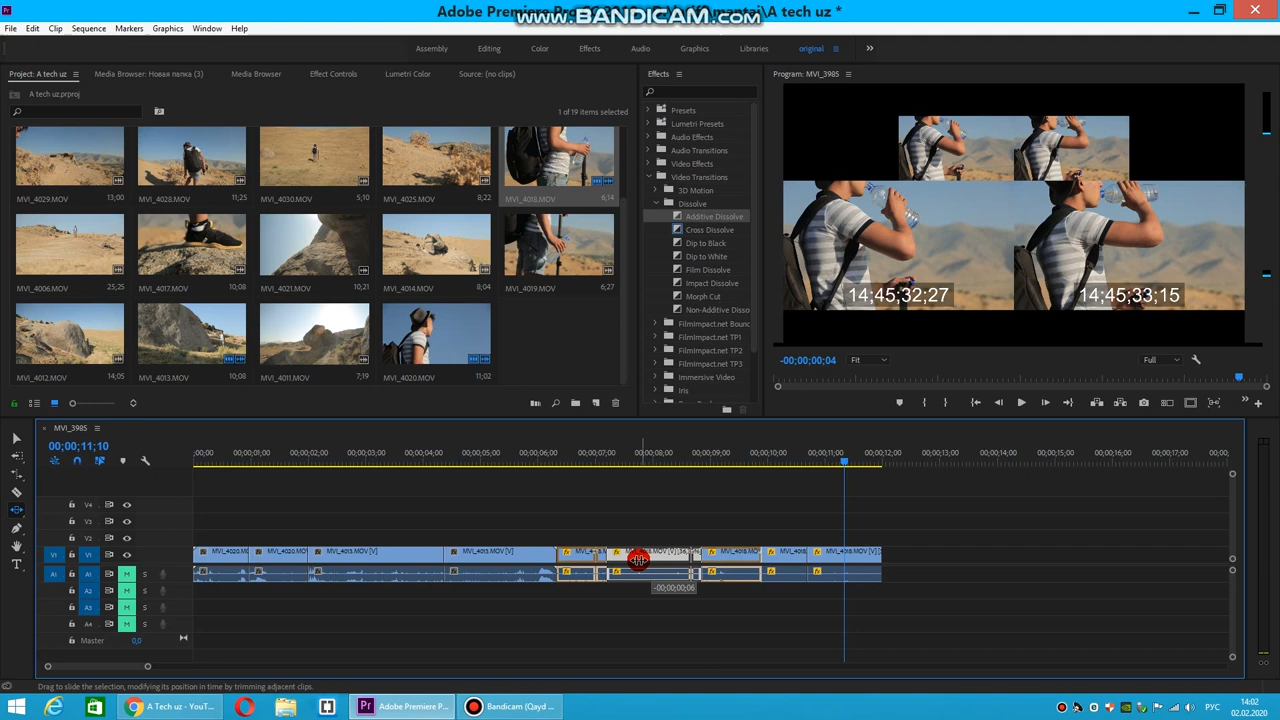 Adobe Premiere Pro
\A tech uz *
www.BANDICAM.com
File Edit Clip Sequence Markers Graphics Window Help
Assembly Editing Color Effects Audio Graphics Libraries original
Project: A tech uz Media Browser: Новая папка (3) Media Browser Effect Controls Lumetri Color Source: (no clips)
A tech uz.prproj
1 of 19 items selected
MVI_4029.MOV 13;00 MVI_4028.MOV 11;25 MVI_4030.MOV 5;10 MVI_4025.MOV 8;22 MVI_4018.MOV 6;14
MVI_4006.MOV 25;25 MVI_4017.MOV 10;08 MVI_4021.MOV 10;21 MVI_4014.MOV 8;04 MVI_4019.MOV 6;27
MVI_4012.MOV 14;05 MVI_4013.MOV 10;08 MVI_4011.MOV 7;19 MVI_4020.MOV 11;02
Effects
Presets
Lumetri Presets
Audio Effects
Audio Transitions
Video Effects
Video Transitions
3D Motion
Dissolve
Additive Dissolve
Cross Dissolve
Dip to Black
Dip to White
Film Dissolve
Impact Dissolve
Morph Cut
Non-Additive Disso
FilmImpact.net Bounc
FilmImpact.net TP1
FilmImpact.net TP2
FilmImpact.net TP3
Immersive Video
Iris
Program: MVI_3985
14;45;32;27 14;45;33;15
-00;00;00;04 Fit Full
MVI_3985
00;00;11;10
;00;00 00;00;01;00 00;00;02;00 00;00;03;00 00;00;04;00 00;00;05;00 00;00;06;00 00;00;07;00 00;00;08;00 00;00;09;00 00;00;10;00 00;00;11;00 00;00;12;00 00;00;13;00 00;00;14;00 00;00;15;00 00;00;16;00 00;00;17;00 00;00;
V4
V3
V2
V1 V1 MVI_4020.MO MVI_4020.MO MVI_4013.MOV [V] MVI_4013.MOV [V] MVI_4018.MO MVI_4018 MVI_4018.MOV [V]
A1 A1 M S
A2 M S
A3 M S
A4 M S
Master 0,0
-00;00;00;06
Drag to slide the selection, modifying its position in time by trimming adjacent clips.
A Tech uz - YouT... Adobe Premiere P... Bandicam (Qayd ...
РУС
14:02
02.02.2020